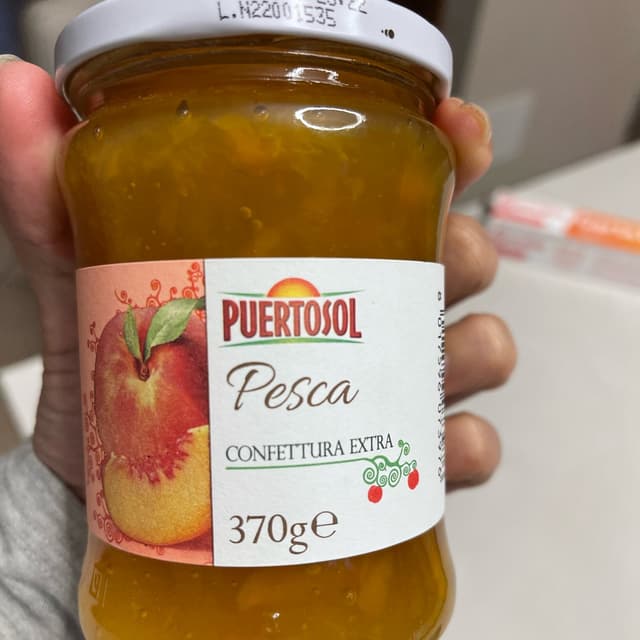 L.N22001535
PUERTOSOL
Pesca
CONFETTURA EXTRA
370g℮